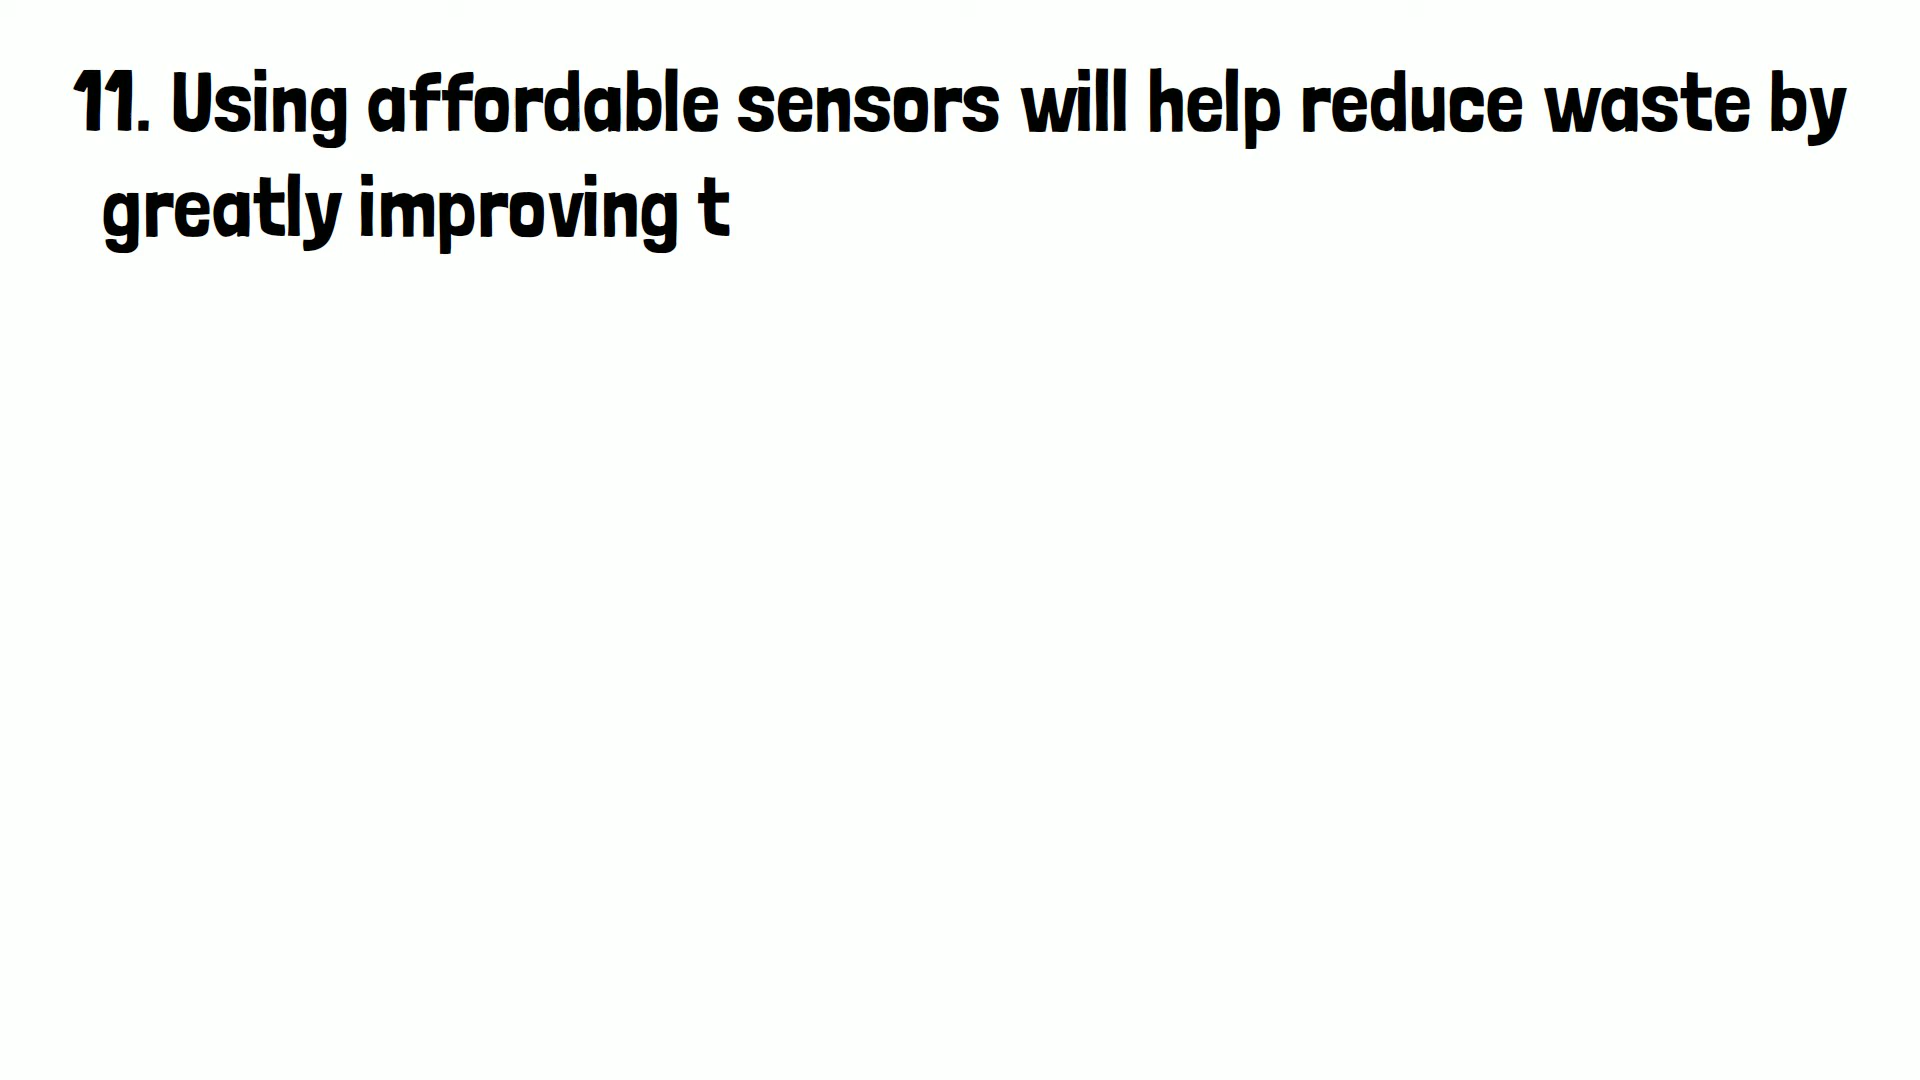 11. Using affordable sensors will help reduce waste by
greatly improving t